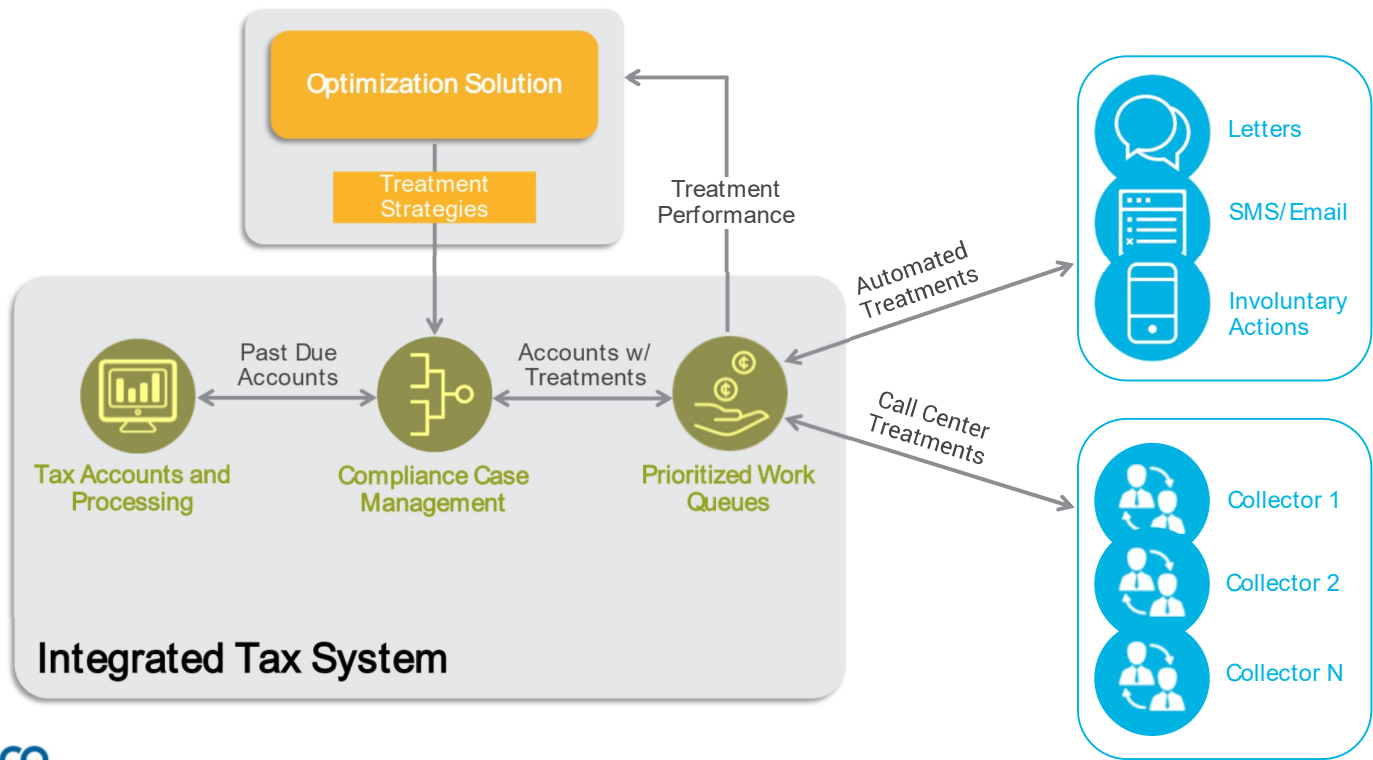 Optimization Solution
Treatment
Strategies
Treatment
Performance
Automated
Treatments
Letters
SMS/Email
Involuntary
Actions
Past Due
Accounts
Accounts w/
Treatments
Call Center
Treatments
Tax Accounts and
Processing
Compliance Case
Management
Prioritized Work
Queues
Collector 1
Collector 2
Collector N
Integrated Tax System